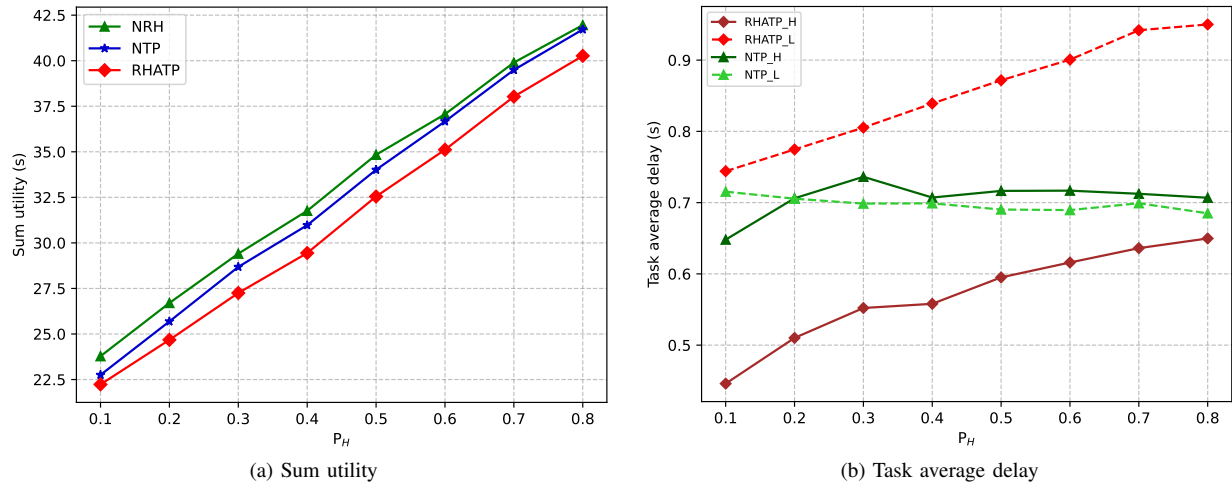 42.5
40.0
37.5
35.0
32.5
30.0
27.5
25.0
22.5
Sum utility (s)
NRH
NTP
RHATP
0.1 0.2 0.3 0.4 0.5 0.6 0.7 0.8
P_H
(a) Sum utility
0.9
0.8
0.7
0.6
0.5
Task average delay (s)
RHATP_H
RHATP_L
NTP_H
NTP_L
0.1 0.2 0.3 0.4 0.5 0.6 0.7 0.8
P_H
(b) Task average delay